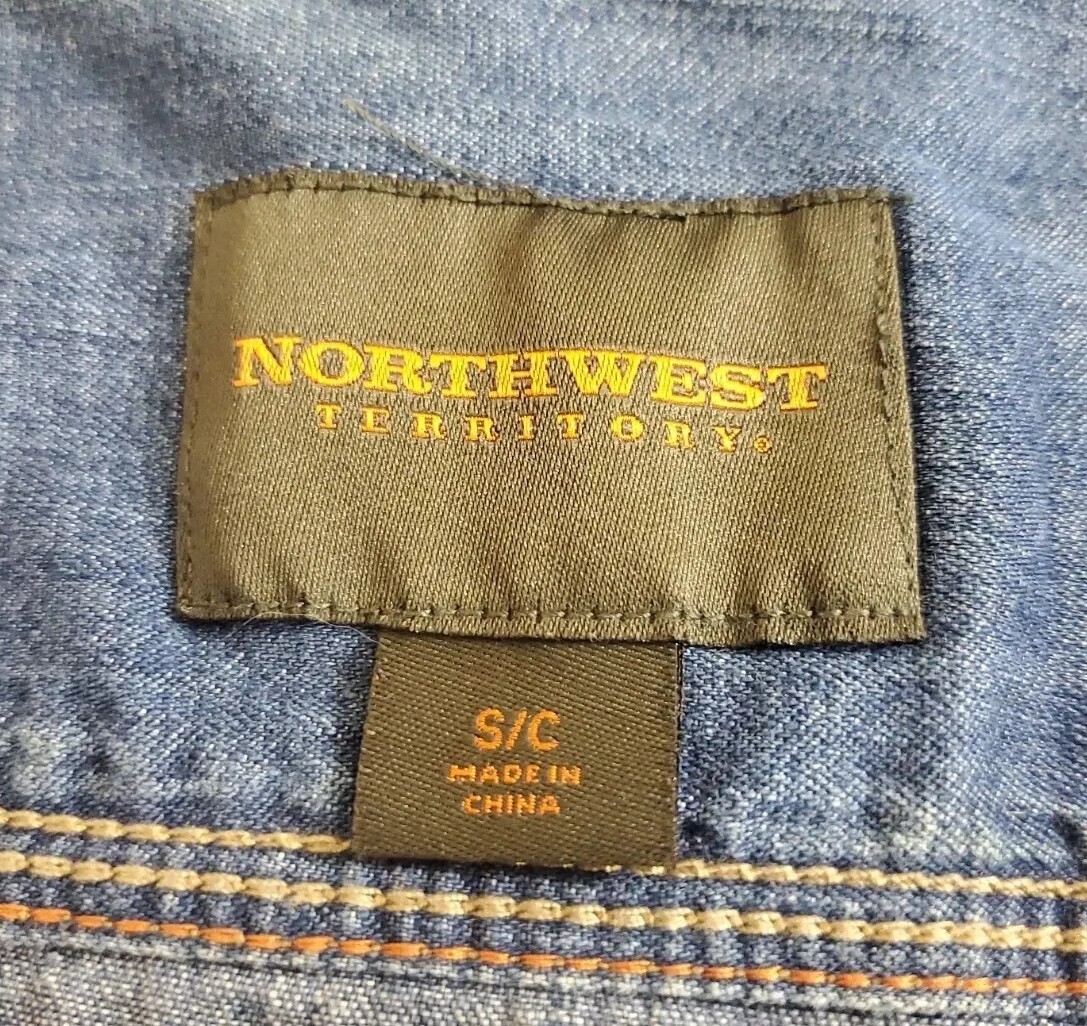 NORTHWEST
TERRITORY®
S/C
MADE IN
CHINA